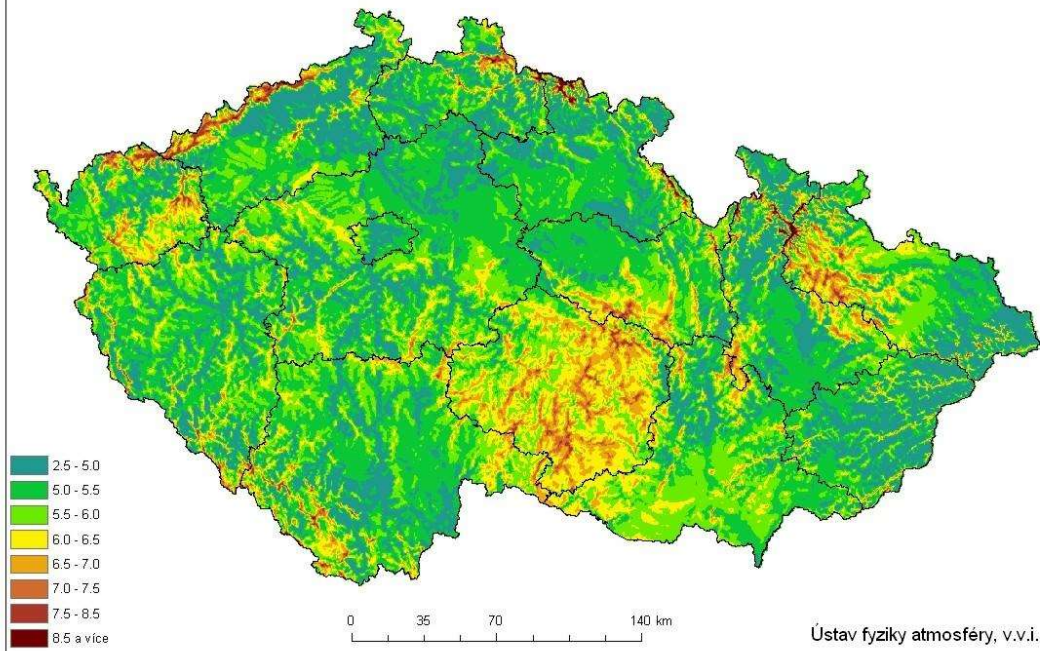 2.5 - 5.0
5.0 - 5.5
5.5 - 6.0
6.0 - 6.5
6.5 - 7.0
7.0 - 7.5
7.5 - 8.5
8.5 a více
0 35 70 140 km
Ústav fyziky atmosféry, v.v.i.